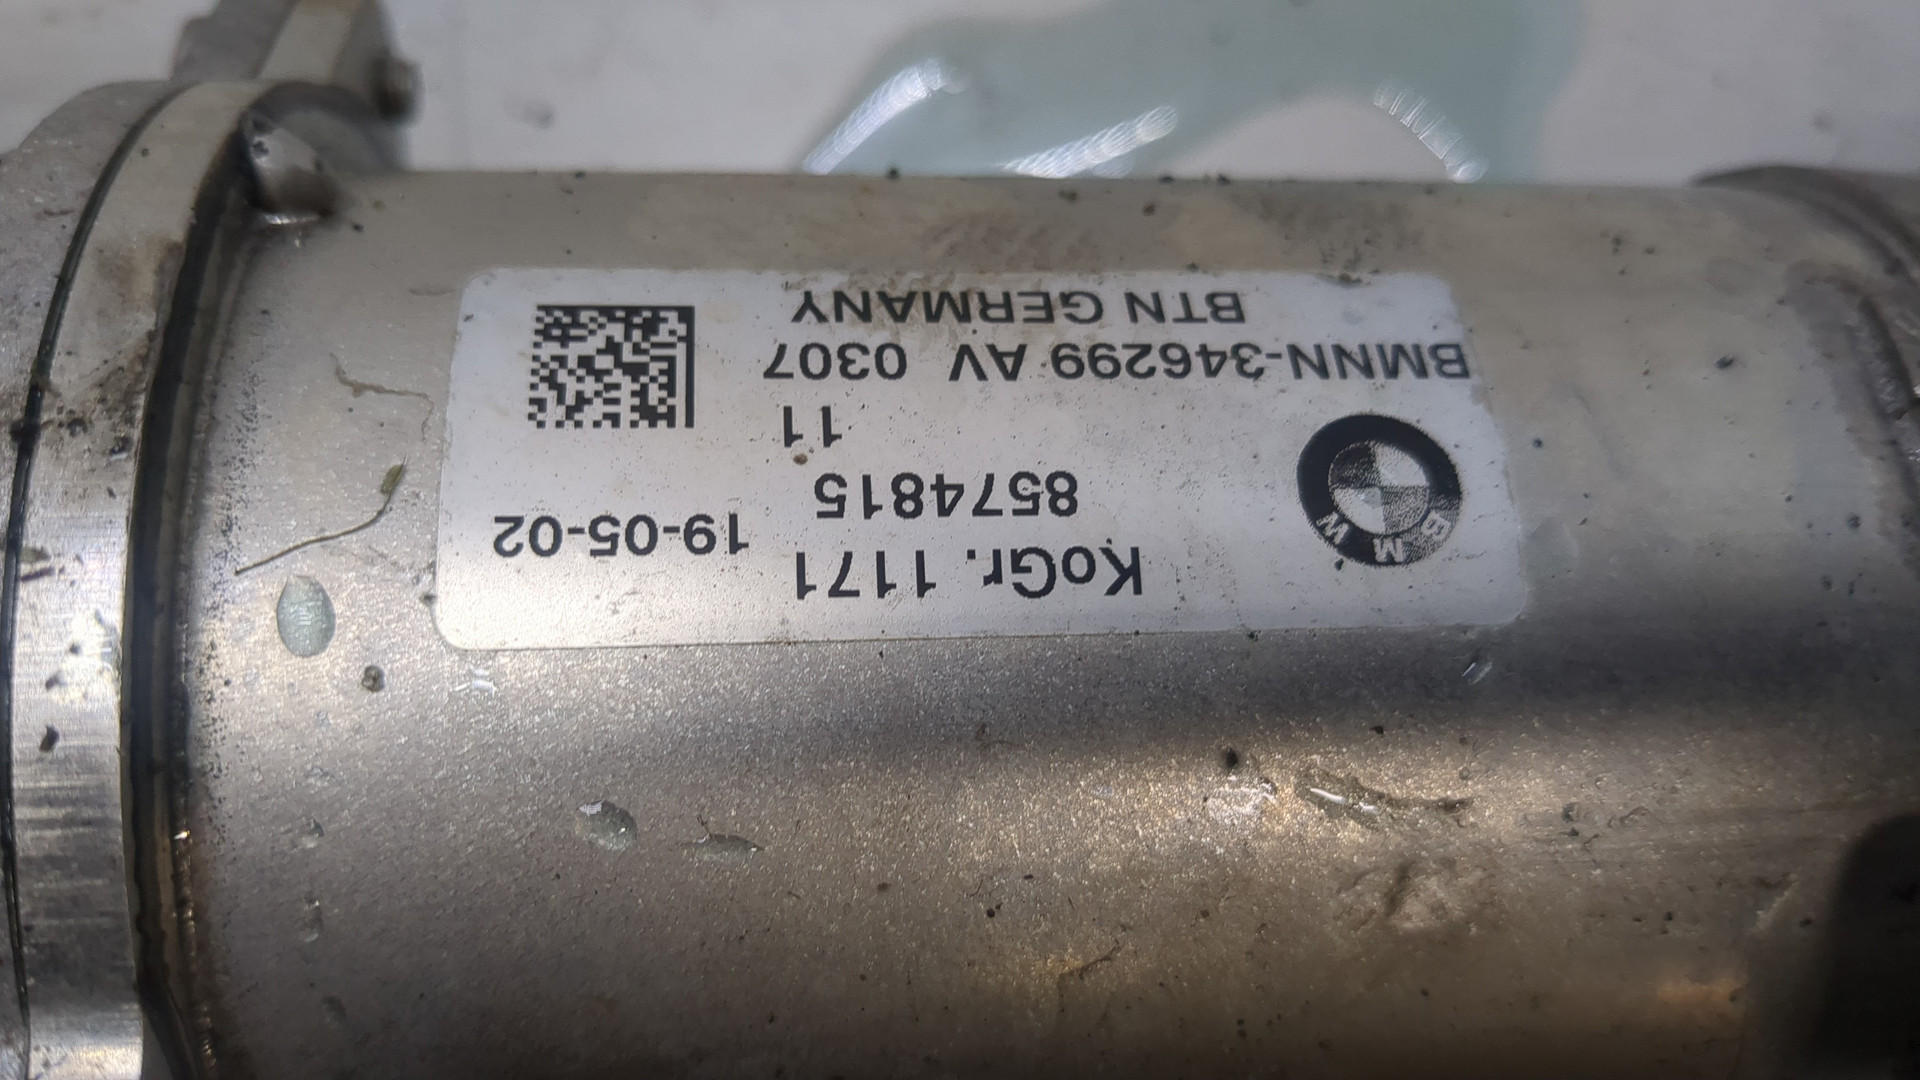 BMW
KoGr. 1171
19-05-02
8574815
11
BMNN-346299 AV 0307
BTN GERMANY